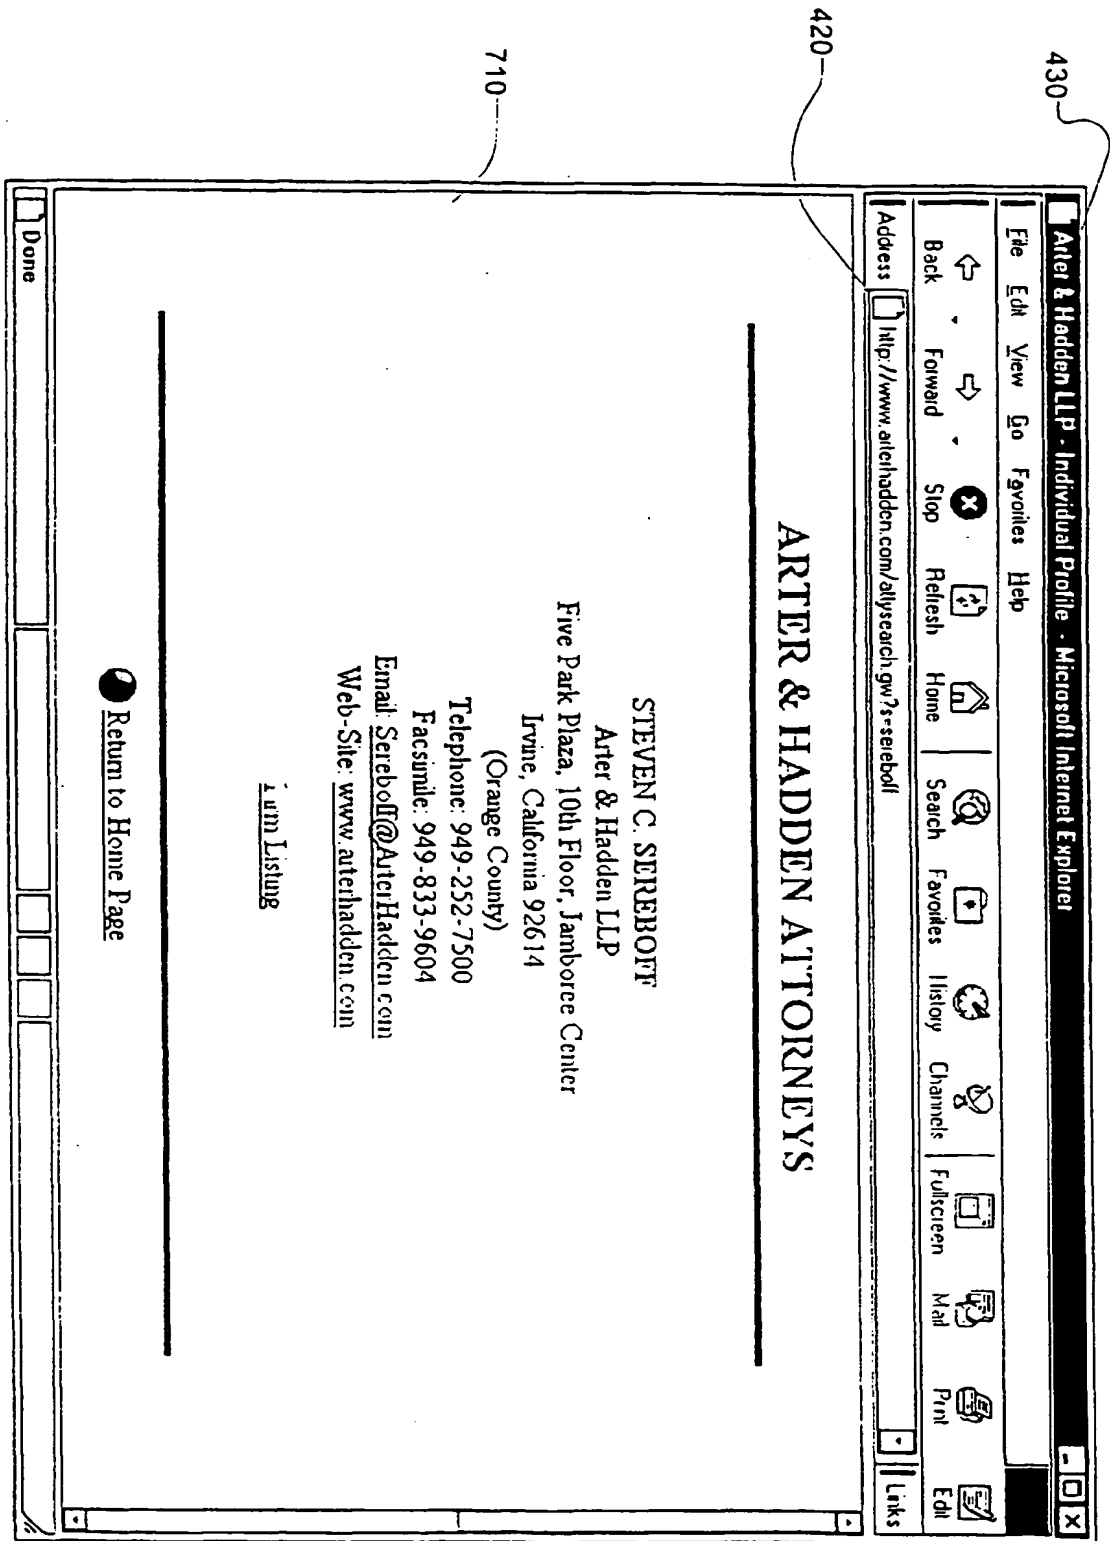 430
Arter & Hadden LLP - Individual Profile - Microsoft Internet Explorer
File Edit View Go Favorites Help
Back Forward Stop Refresh Home Search Favorites History Channels Fullscreen Mail Print Edit
420
Address http://www.arterhadden.com/attysearch.gw?s=sereboff Links
710
ARTER & HADDEN ATTORNEYS
STEVEN C. SEREBOFF
Arter & Hadden LLP
Five Park Plaza, 10th Floor, Jamboree Center
Irvine, California 92614
(Orange County)
Telephone: 949-252-7500
Facsimile: 949-833-9604
Email: Sereboff@ArterHadden.com
Web-Site: www.arterhadden.com
Listing
Return to Home Page
Done